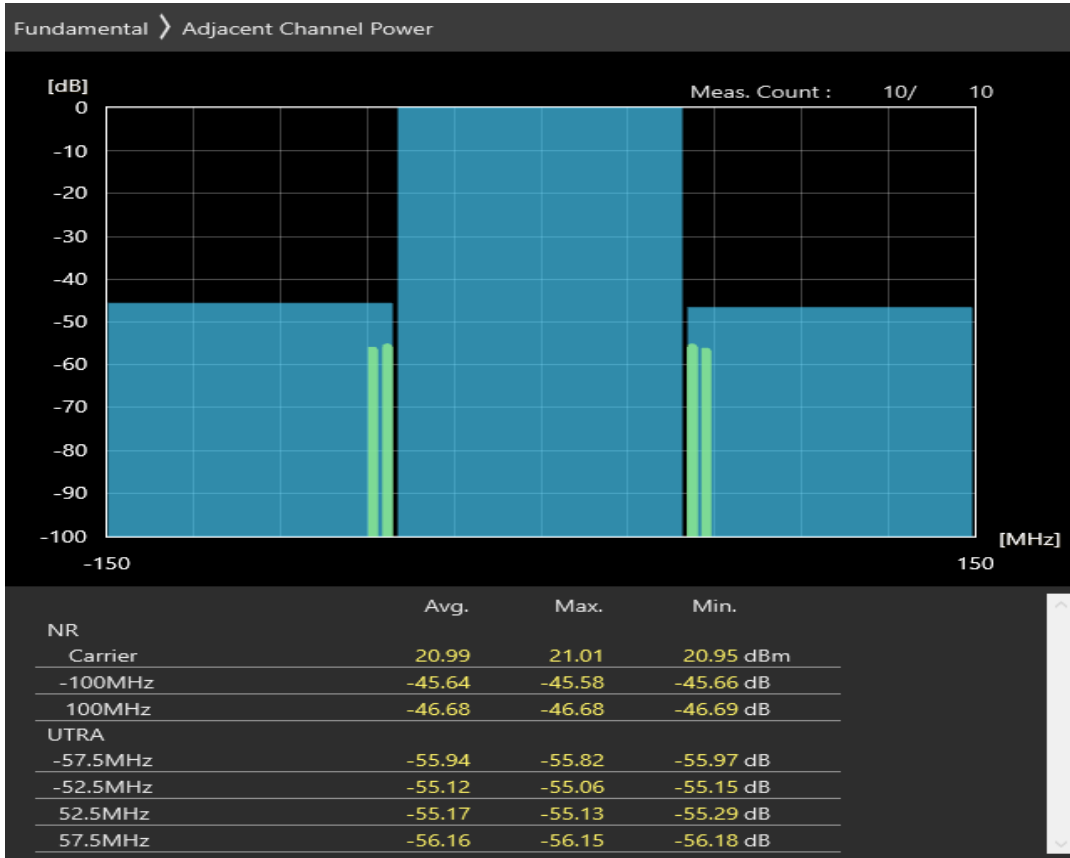 Fundamental 〉 Adjacent Channel Power
[dB]
Meas. Count : 10/ 10
0
-10
-20
-30
-40
-50
-60
-70
-80
-90
-100
[MHz]
-150 150
Avg. Max. Min.
NR
Carrier 20.99 21.01 20.95 dBm
-100MHz -45.64 -45.58 -45.66 dB
100MHz -46.68 -46.68 -46.69 dB
UTRA
-57.5MHz -55.94 -55.82 -55.97 dB
-52.5MHz -55.12 -55.06 -55.15 dB
52.5MHz -55.17 -55.13 -55.29 dB
57.5MHz -56.16 -56.15 -56.18 dB